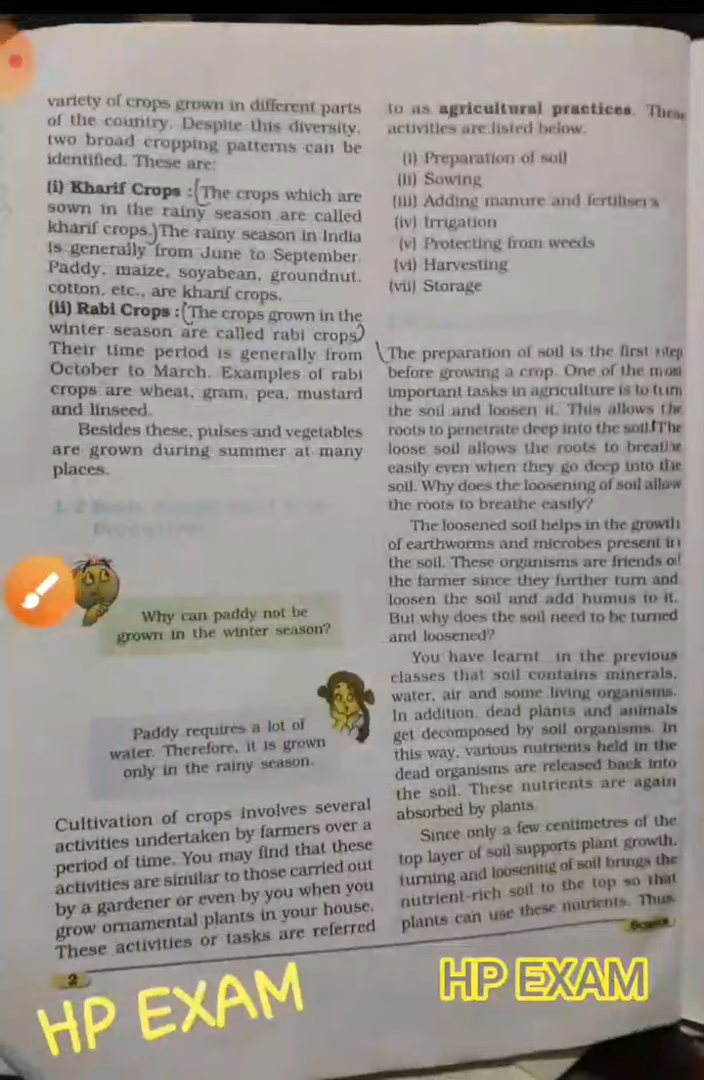 variety of crops grown in different parts
of the country. Despite this diversity,
two broad cropping patterns can be
identified. These are:
(i) Kharif Crops : (The crops which are
sown in the rainy season are called
kharif crops.) The rainy season in India
is generally from June to September.
Paddy, maize, soyabean, groundnut,
cotton, etc., are kharif crops.
(ii) Rabi Crops : (The crops grown in the
winter season are called rabi crops)
Their time period is generally from
October to March. Examples of rabi
crops are wheat, gram, pea, mustard
and linseed.
Besides these, pulses and vegetables
are grown during summer at many
places.
Why can paddy not be
grown in the winter season?
Paddy requires a lot of
water. Therefore, it is grown
only in the rainy season.
Cultivation of crops involves several
activities undertaken by farmers over a
period of time. You may find that these
activities are similar to those carried out
by a gardener or even by you when you
grow ornamental plants in your house.
These activities or tasks are referred
2
to as agricultural practices. These
activities are listed below.
(i) Preparation of soil
(ii) Sowing
(iii) Adding manure and fertilisers
(iv) Irrigation
(v) Protecting from weeds
(vi) Harvesting
(vii) Storage
(The preparation of soil is the first step
before growing a crop. One of the most
important tasks in agriculture is to turn
the soil and loosen it. This allows the
roots to penetrate deep into the soil. The
loose soil allows the roots to breathe
easily even when they go deep into the
soil. Why does the loosening of soil allow
the roots to breathe easily?
The loosened soil helps in the growth
of earthworms and microbes present in
the soil. These organisms are friends of
the farmer since they further turn and
loosen the soil and add humus to it.
But why does the soil need to be turned
and loosened?
You have learnt in the previous
classes that soil contains minerals,
water, air and some living organisms.
In addition, dead plants and animals
get decomposed by soil organisms. In
this way, various nutrients held in the
dead organisms are released back into
the soil. These nutrients are again
absorbed by plants.
Since only a few centimetres of the
top layer of soil supports plant growth,
turning and loosening of soil brings the
nutrient-rich soil to the top so that
plants can use these nutrients. Thus
Science
HP EXAM
HP EXAM